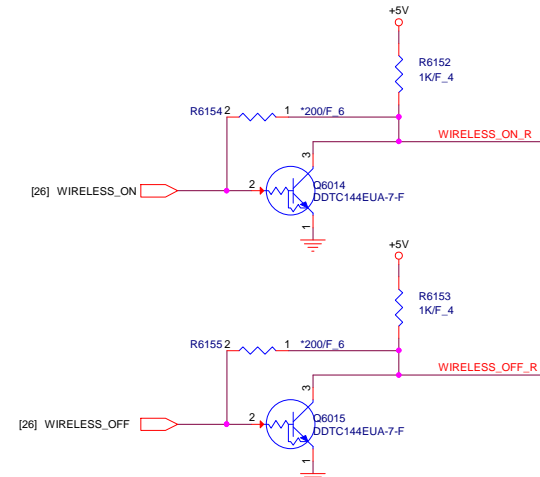 +5V
R6152
1K/F_4
R6154 2 1 *200/F_6
WIRELESS_ON_R
3
[26] WIRELESS_ON 2 Q6014
DDTC144EUA-7-F
1
+5V
R6153
1K/F_4
R6155 2 1 *200/F_6
WIRELESS_OFF_R
3
[26] WIRELESS_OFF 2 Q6015
DDTC144EUA-7-F
1